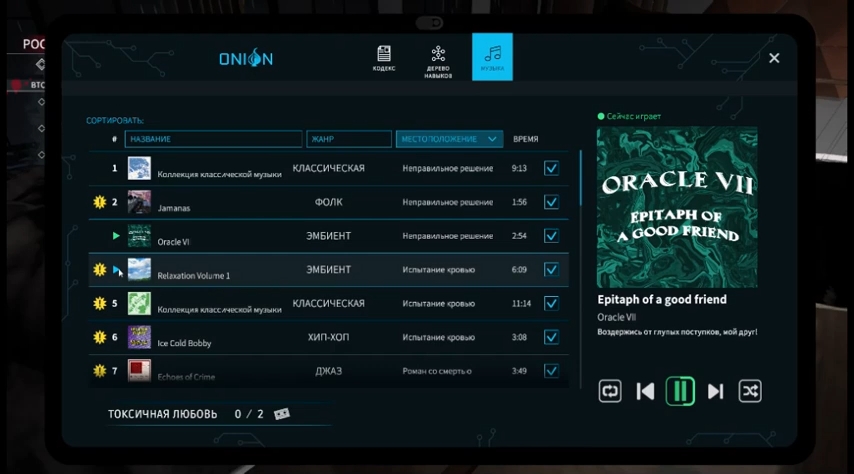 РОС
ONION
КОДЕКС
ДЕРЕВО
НАВЫКОВ
МУЗЫКА
ВТО
СОРТИРОВАТЬ:
# НАЗВАНИЕ ЖАНР МЕСТОПОЛОЖЕНИЕ ВРЕМЯ
1 Коллекция классической музыки КЛАССИЧЕСКАЯ Неправильное решение 9:13
2 Jamanas ФОЛК Неправильное решение 1:56
Oracle VII ЭМБИЕНТ Неправильное решение 2:54
Relaxation Volume 1 ЭМБИЕНТ Испытание кровью 6:09
5 Коллекция классической музыки КЛАССИЧЕСКАЯ Испытание кровью 11:14
6 Ice Cold Bobby ХИП-ХОП Испытание кровью 3:08
7 Echoes of Crime ДЖАЗ Роман со смертью 3:49
ТОКСИЧНАЯ ЛЮБОВЬ 0 / 2
Сейчас играет
ORACLE VII
EPITAPH OF
A GOOD FRIEND
Epitaph of a good friend
Oracle VII
Воздержись от глупых поступков, мой друг!